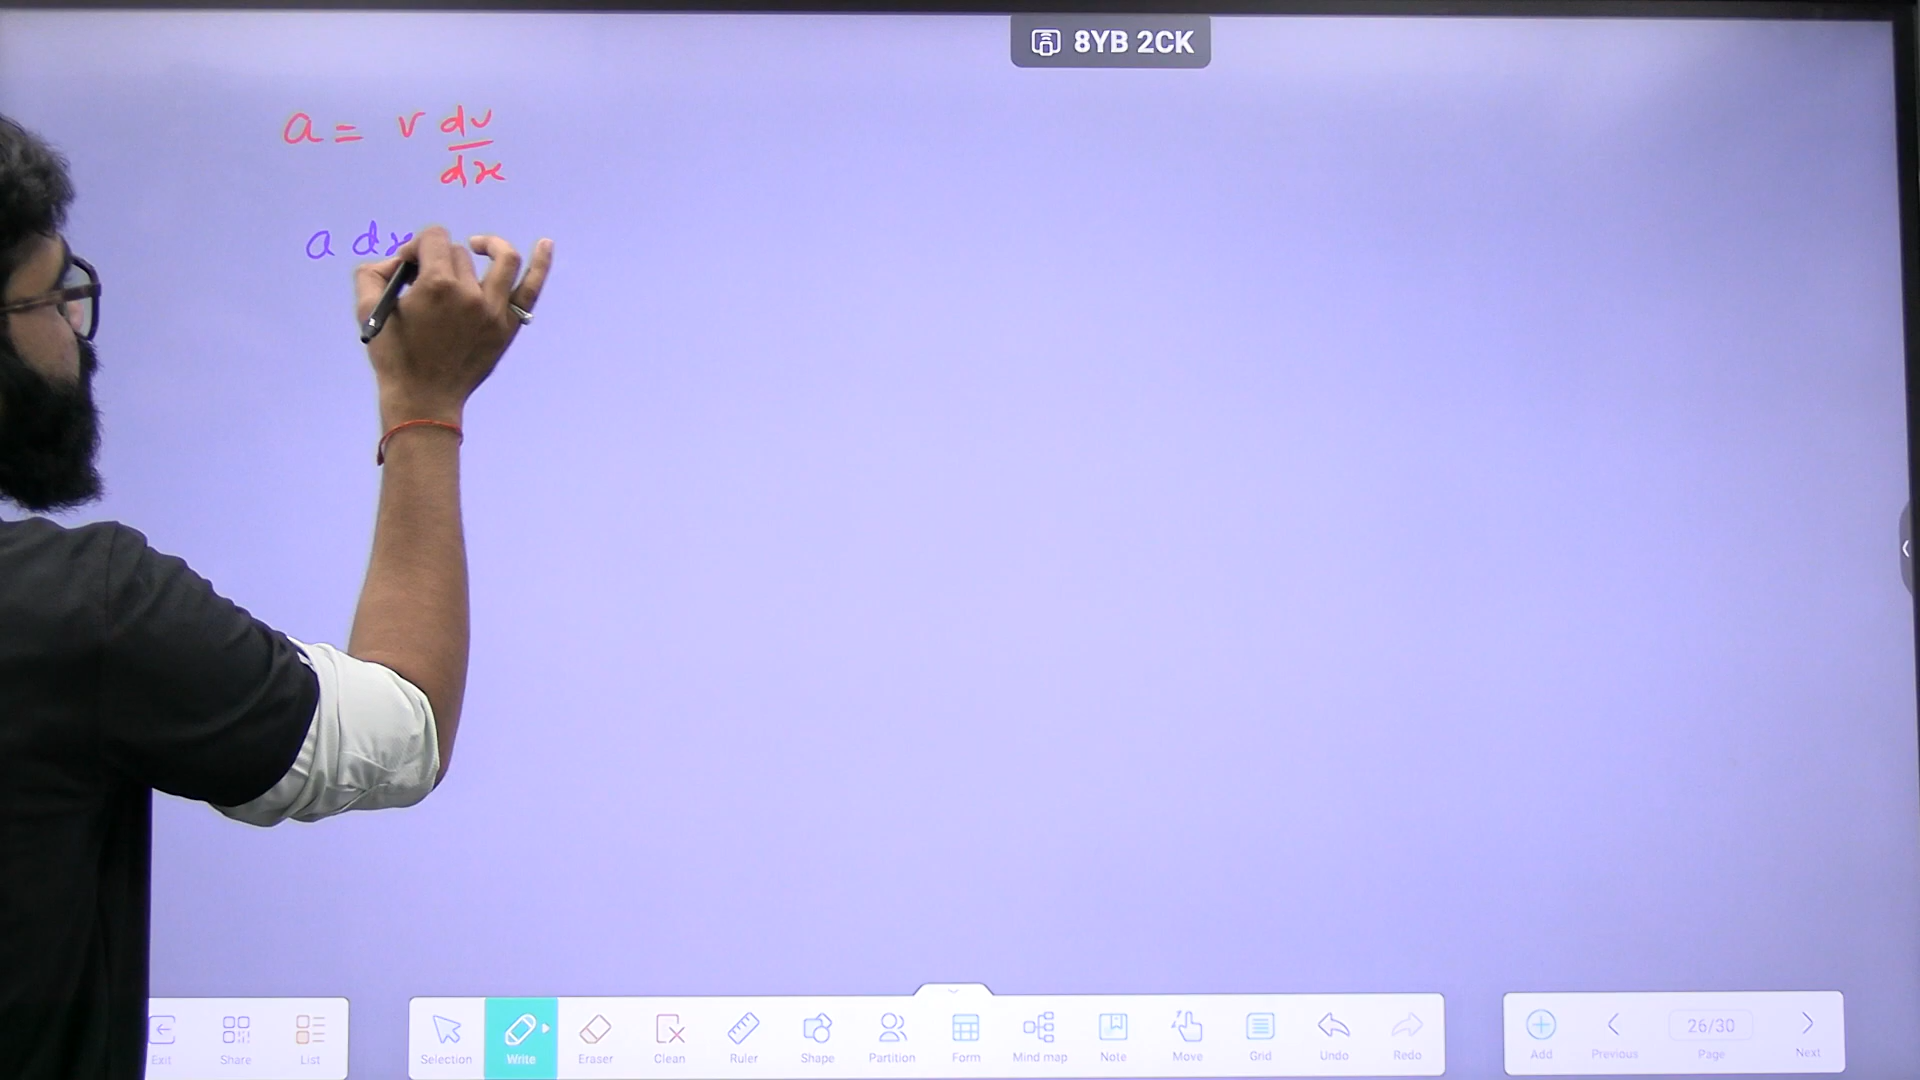 8YB 2CK
a = v dv/dx
a dx
Exit Share List Selection Write Eraser Clean Ruler Shape Partition Form Mind map Note Move Grid Undo Redo Add Previous 26/30 Page Next